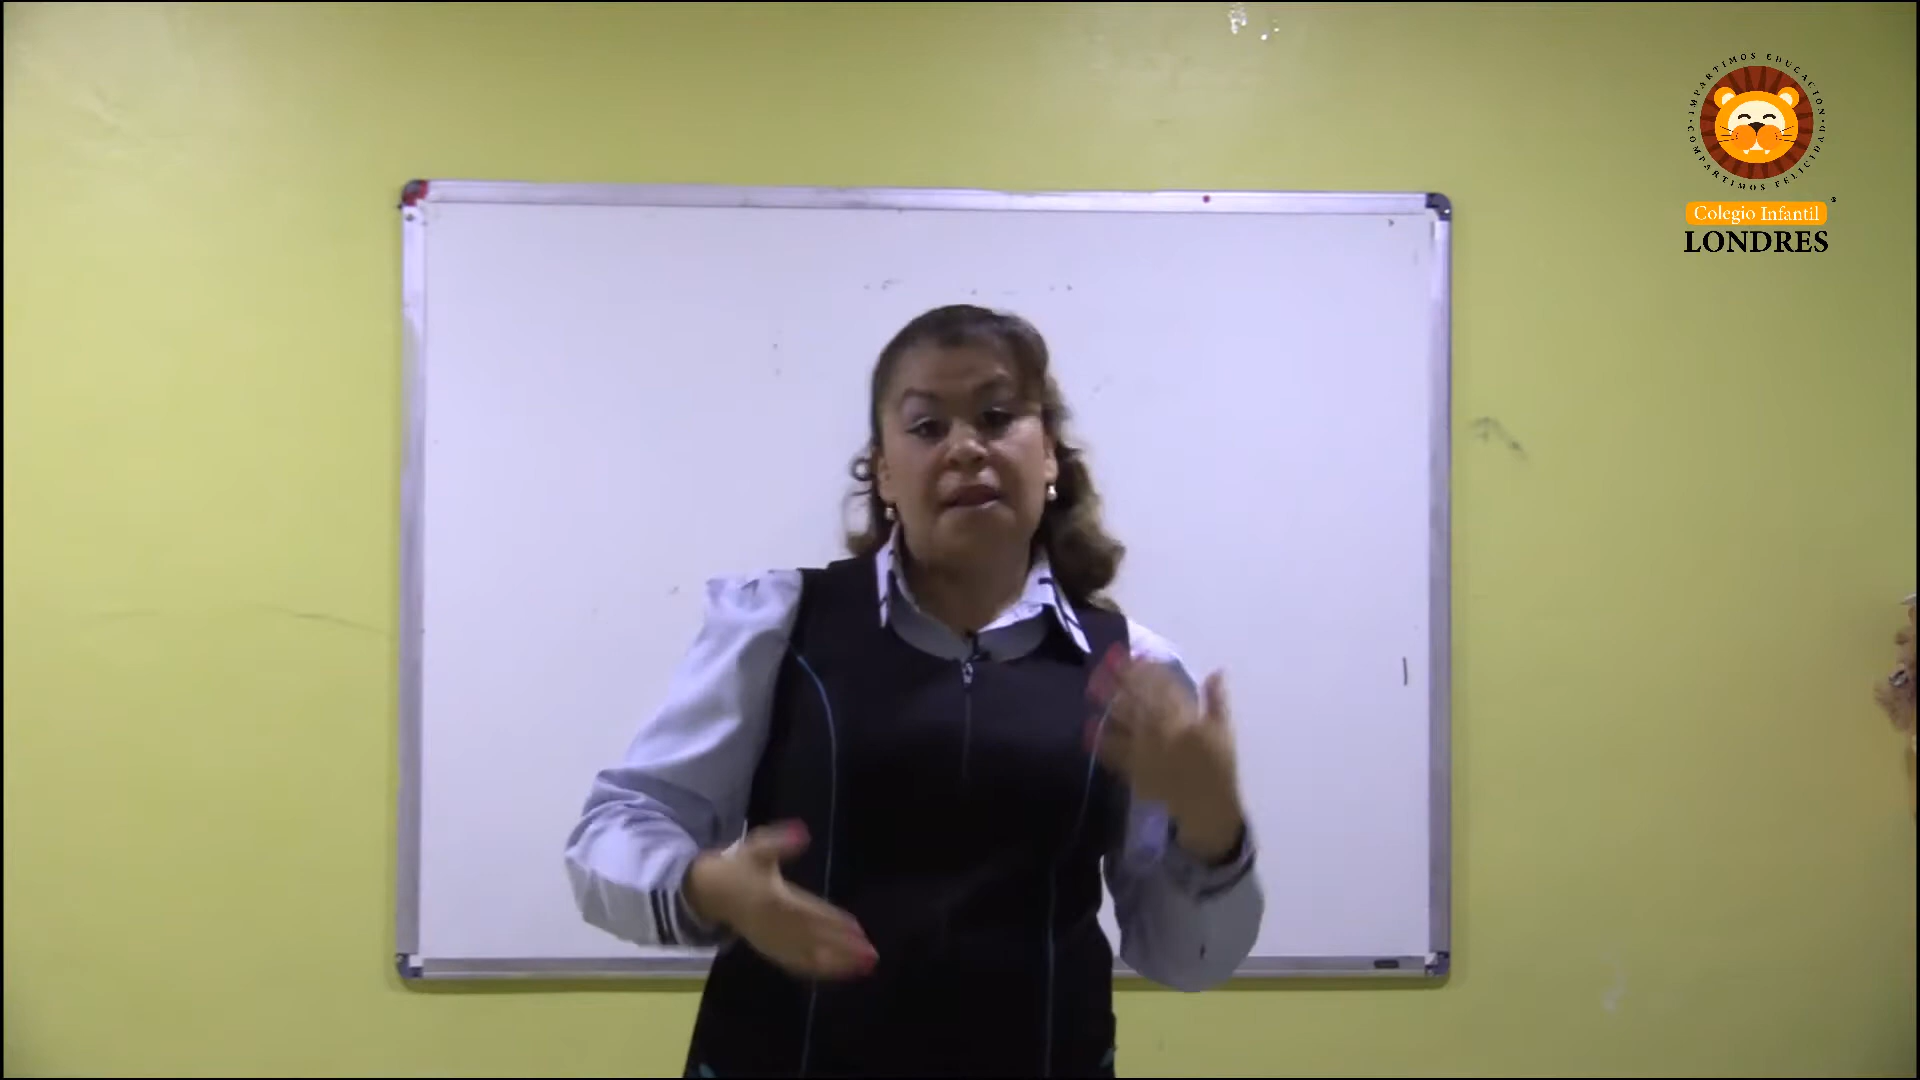 IMPARTIMOS EDUCACIÓN
COMPARTIMOS FELICIDAD
Colegio Infantil
LONDRES